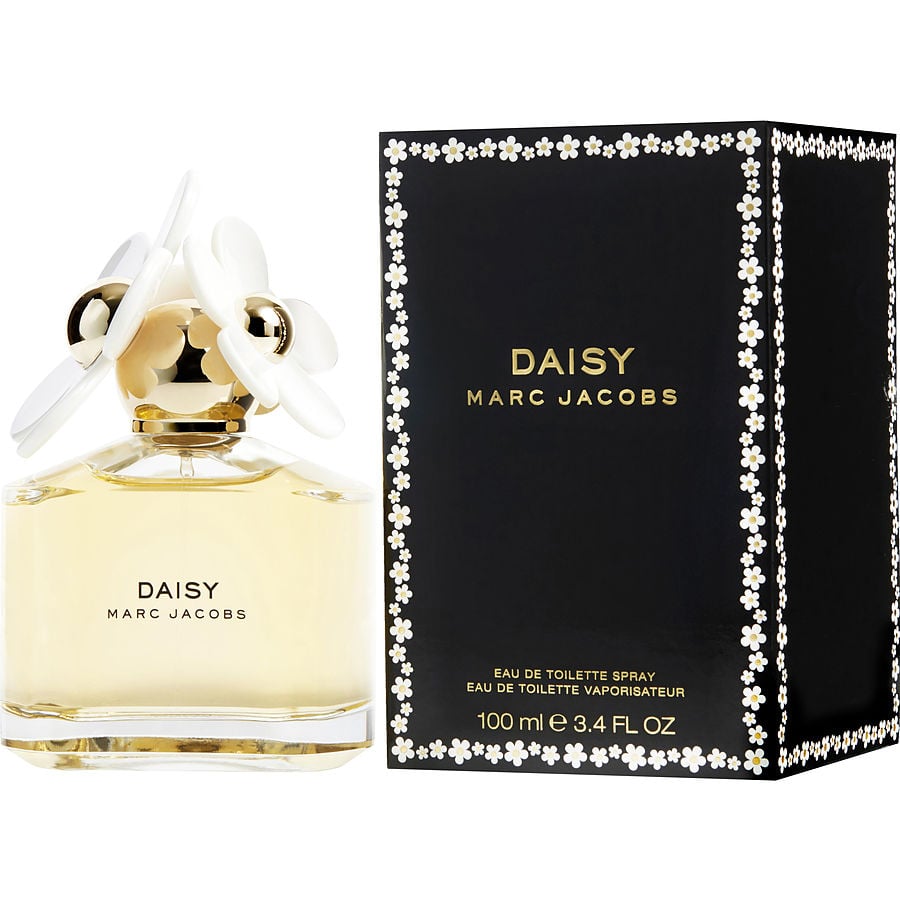 DAISY
MARC JACOBS
DAISY
MARC JACOBS
EAU DE TOILETTE SPRAY
EAU DE TOILETTE VAPORISATEUR
100 ml ℮ 3.4 FL OZ